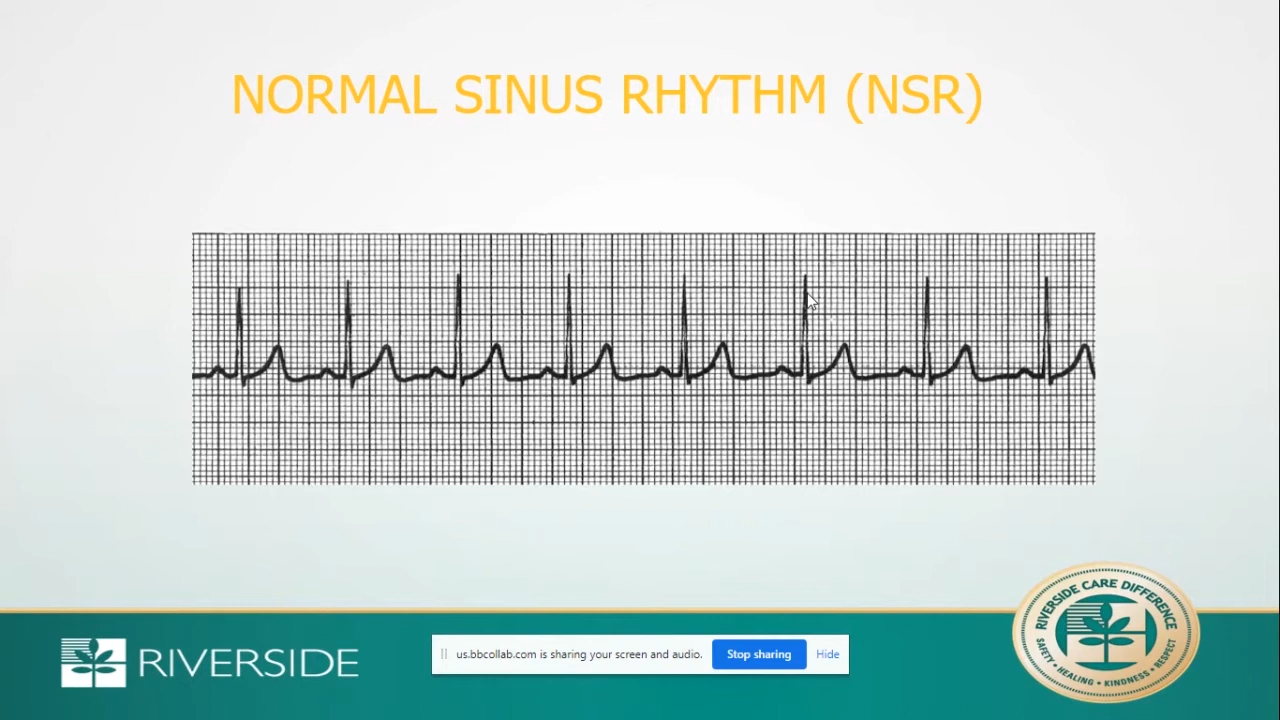 NORMAL SINUS RHYTHM (NSR)
RIVERSIDE
us.bbcollab.com is sharing your screen and audio.
Stop sharing
Hide
RIVERSIDE CARE DIFFERENCE
SAFETY • HEALING • KINDNESS • RESPECT